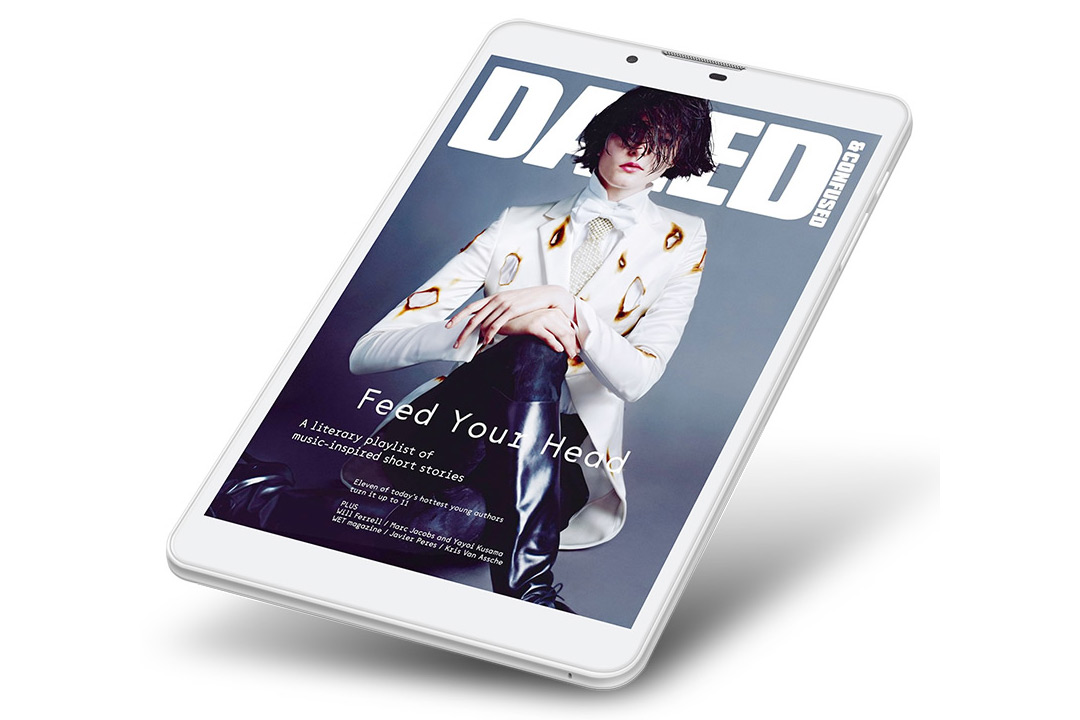 DAZED
&CONFUSED
Feed Your Head
A literary playlist of
music-inspired short stories
Eleven of today's hottest young authors
turn it up to 11
PLUS
Will Ferrell / Marc Jacobs and Yayoi Kusama
WET magazine / Javier Peres / Kris Van Assche